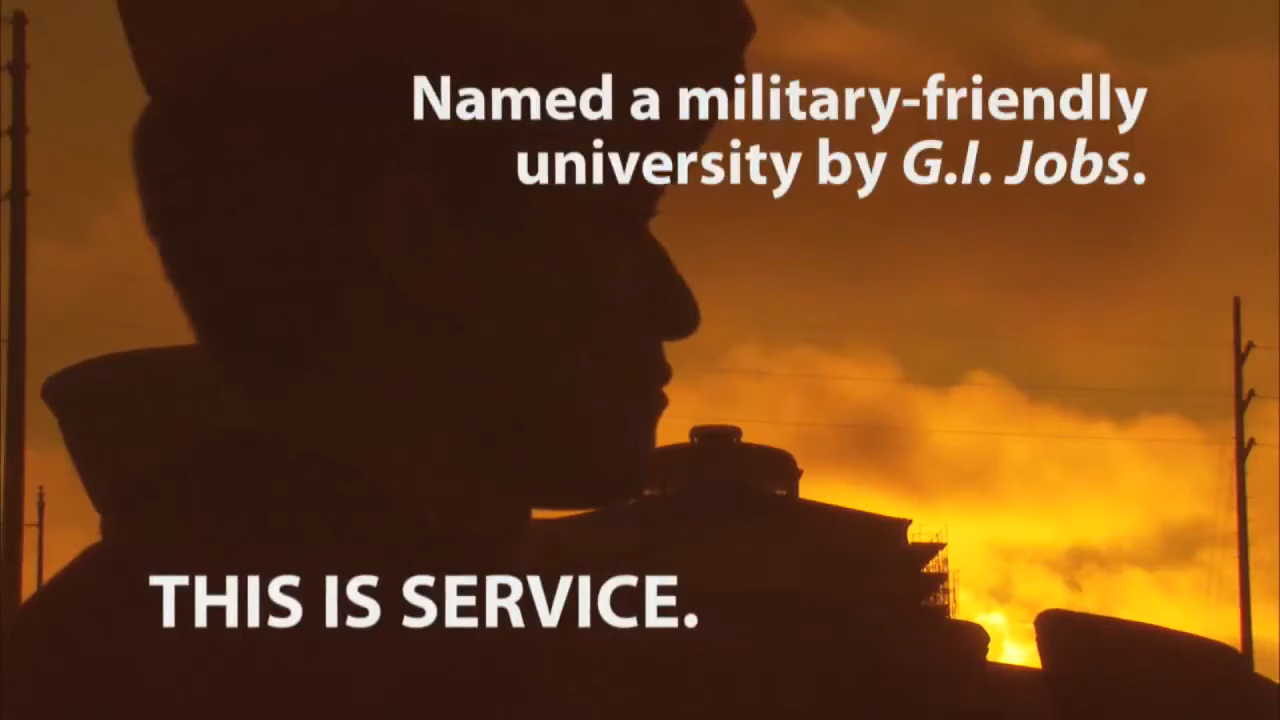 Named a military-friendly
university by G.I. Jobs.
THIS IS SERVICE.